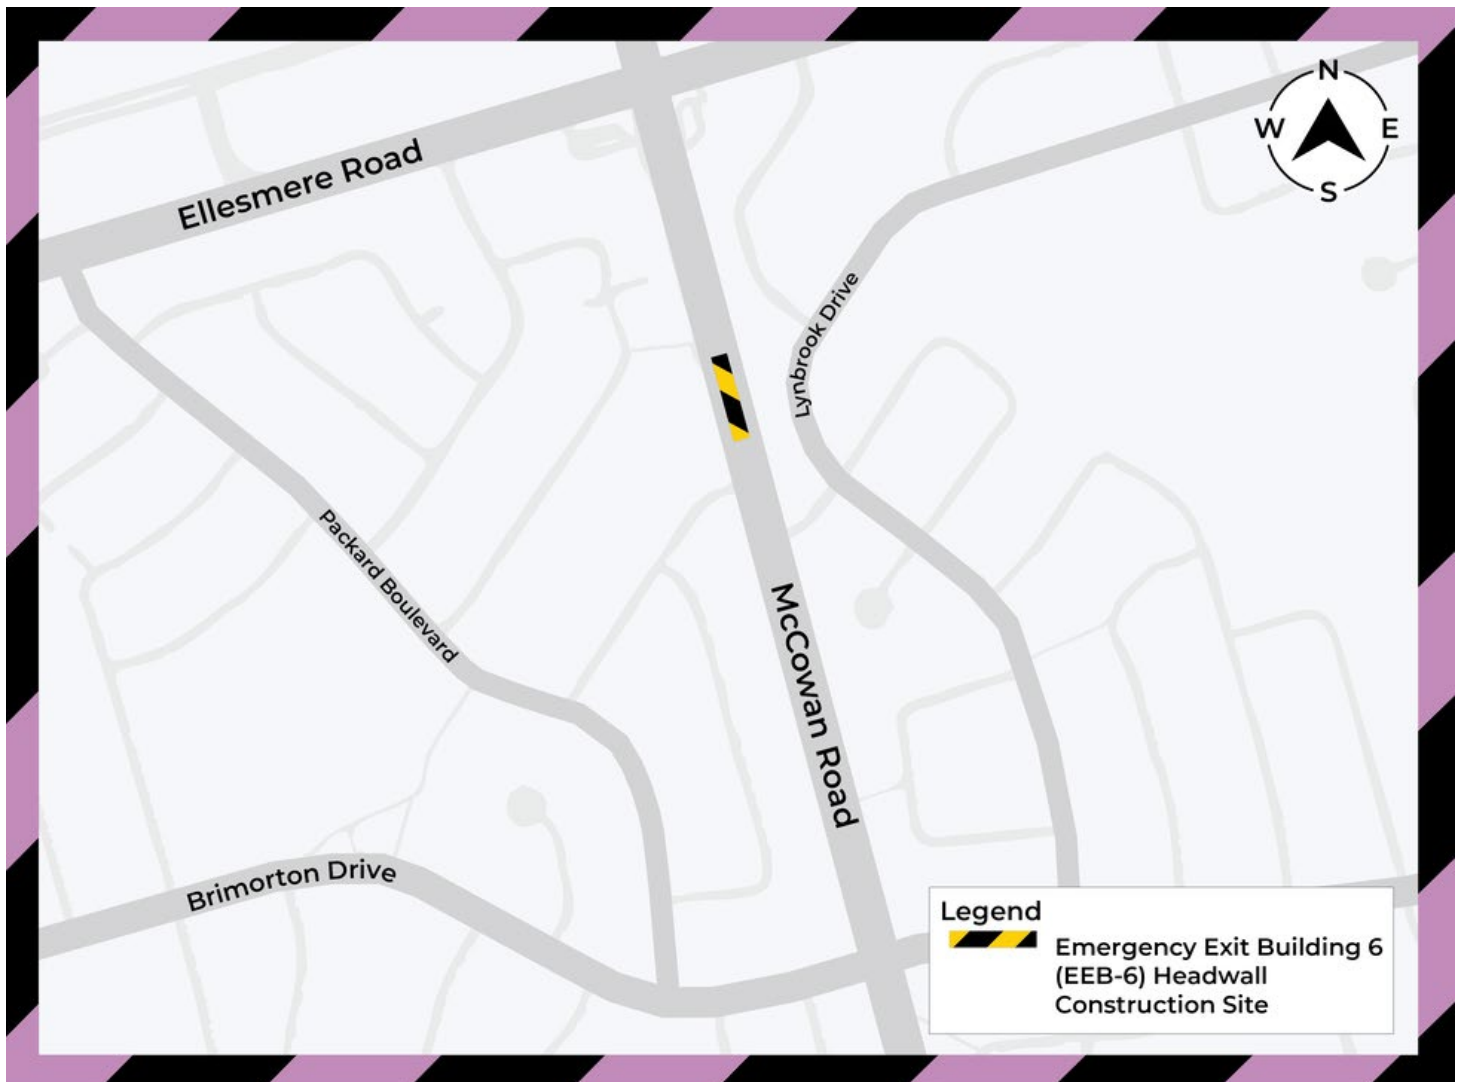 N
W E
S
Ellesmere Road
Lynbrook Drive
Packard Boulevard
McCowan Road
Brimorton Drive
Legend
Emergency Exit Building 6
(EEB-6) Headwall
Construction Site